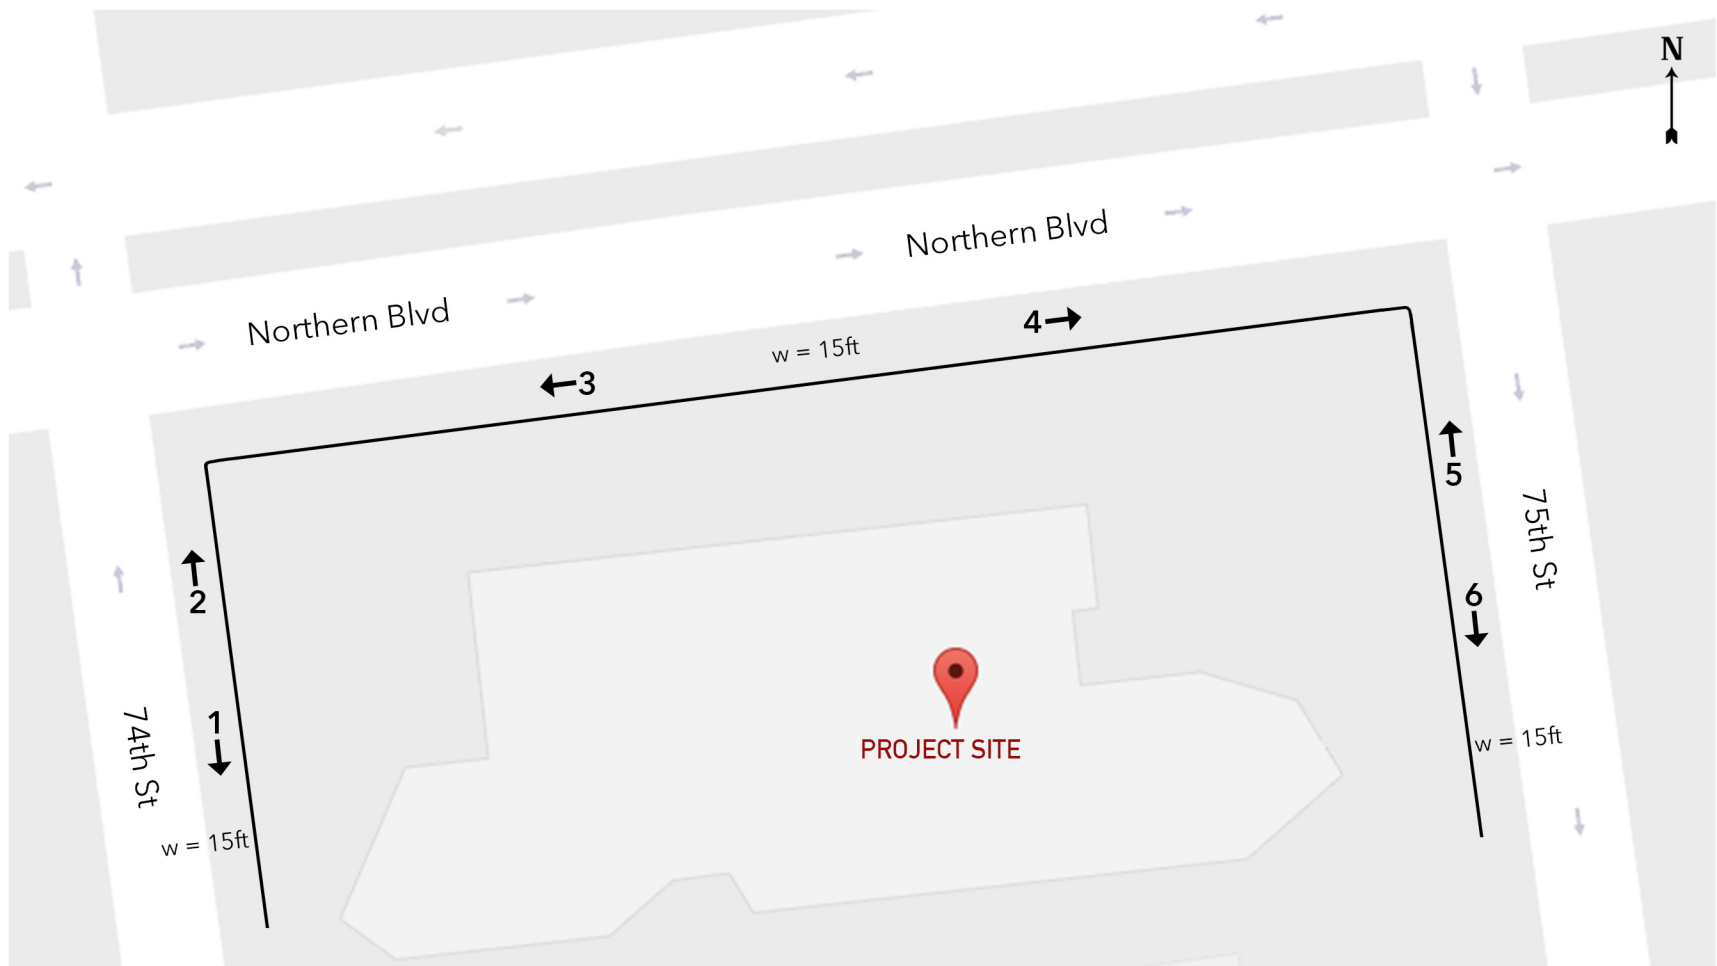 N
Northern Blvd
Northern Blvd
4
w = 15ft
3
5
75th St
2
6
1
74th St
PROJECT SITE
w = 15ft
w = 15ft